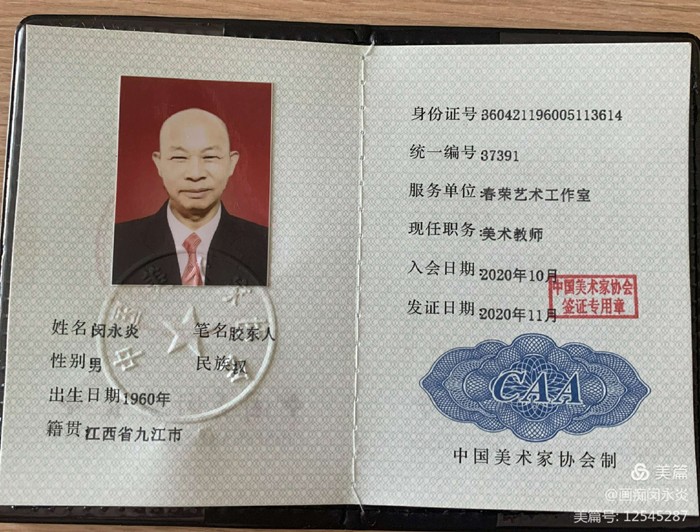 姓名 闵永炎 笔名 胶东人
性别 男 民族 汉
出生日期 1960年
籍贯 江西省九江市
身份证号 360421196005113614
统一编号 37391
服务单位 春荣艺术工作室
现任职务 美术教师
入会日期 2020年10月
发证日期 2020年11月
中国美术家协会
签证专用章
CAA
中国美术家协会制
美篇
@画痴闵永炎
美篇号: 12545287